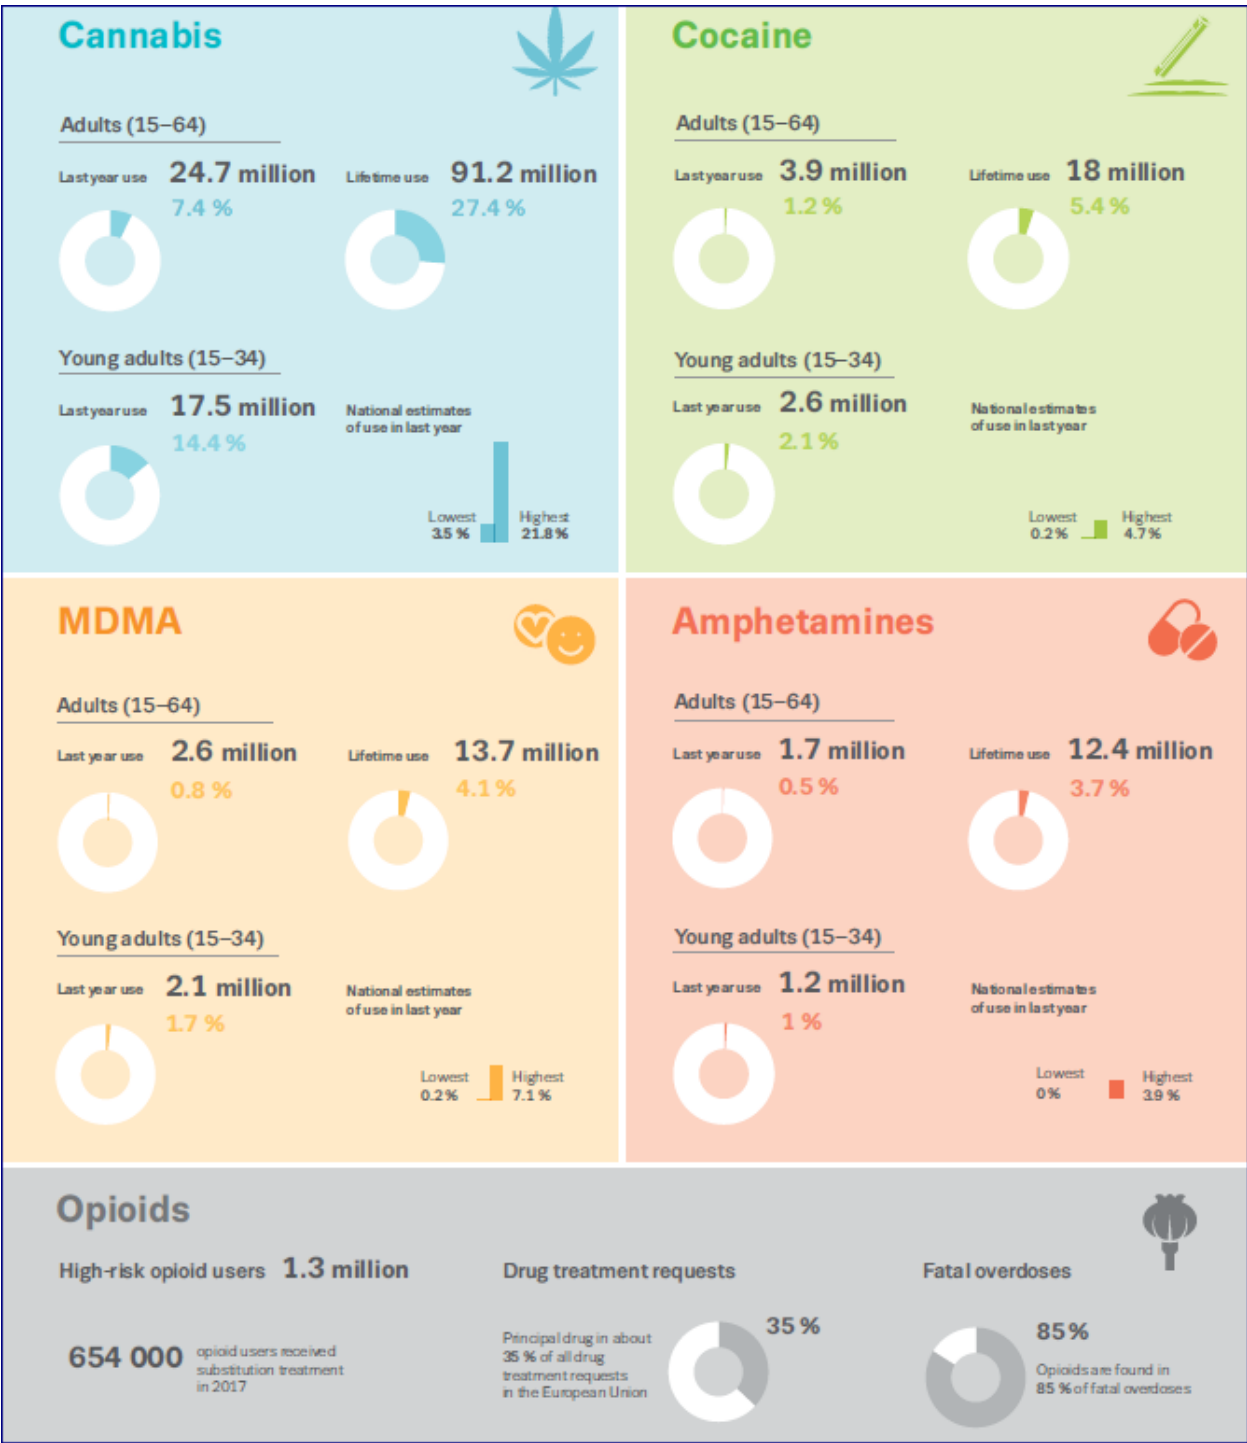 Cannabis
Adults (15–64)
Last year use 24.7 million
7.4 %
Lifetime use 91.2 million
27.4 %
Young adults (15–34)
Last year use 17.5 million
14.4 %
National estimates
of use in last year
Lowest
3.5 %
Highest
21.8 %
Cocaine
Adults (15–64)
Last year use 3.9 million
1.2 %
Lifetime use 18 million
5.4 %
Young adults (15–34)
Last year use 2.6 million
2.1 %
National estimates
of use in last year
Lowest
0.2 %
Highest
4.7 %
MDMA
Adults (15–64)
Last year use 2.6 million
0.8 %
Lifetime use 13.7 million
4.1 %
Young adults (15–34)
Last year use 2.1 million
1.7 %
National estimates
of use in last year
Lowest
0.2 %
Highest
7.1 %
Amphetamines
Adults (15–64)
Last year use 1.7 million
0.5 %
Lifetime use 12.4 million
3.7 %
Young adults (15–34)
Last year use 1.2 million
1 %
National estimates
of use in last year
Lowest
0 %
Highest
3.9 %
Opioids
High-risk opioid users 1.3 million
654 000
opioid users received
substitution treatment
in 2017
Drug treatment requests
Principal drug in about
35 % of all drug
treatment requests
in the European Union
35 %
Fatal overdoses
85 %
Opioids are found in
85 % of fatal overdoses